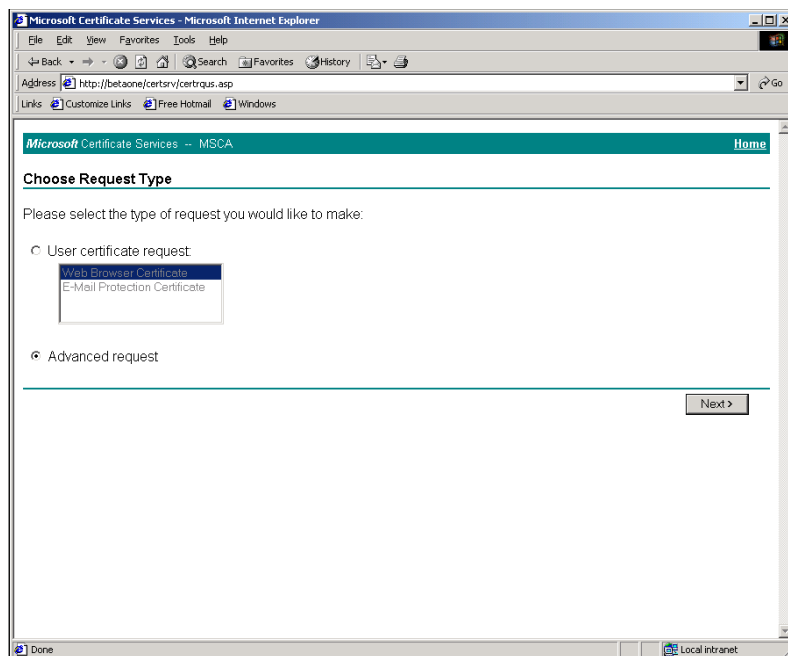 Microsoft Certificate Services - Microsoft Internet Explorer
File Edit View Favorites Tools Help
Back Search Favorites History
Address http://betaone/certsrv/certrqus.asp Go
Links Customize Links Free Hotmail Windows
Microsoft Certificate Services -- MSCA Home
Choose Request Type
Please select the type of request you would like to make:
User certificate request:
Web Browser Certificate
E-Mail Protection Certificate
Advanced request
Next >
Done Local intranet